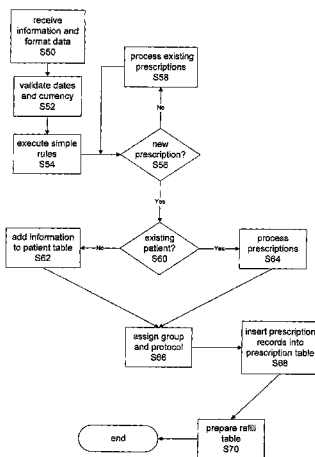 receive
information and
format data
S50
validate dates
and currency
S52
execute simple
rules
S54
process existing
prescriptions
S58
No
new
prescription?
S56
Yes
existing
patient?
S60
No
add information
to patient table
S62
Yes
process
prescriptions
S64
assign group
and protocol
S66
insert prescription
records into
prescription table
S68
prepare refill
table
S70
end